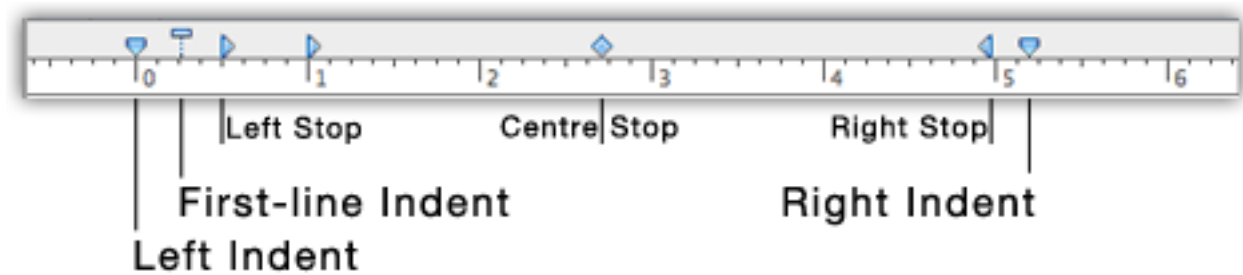 0 1 2 3 4 5 6
Left Stop Centre Stop Right Stop
First-line Indent Right Indent
Left Indent